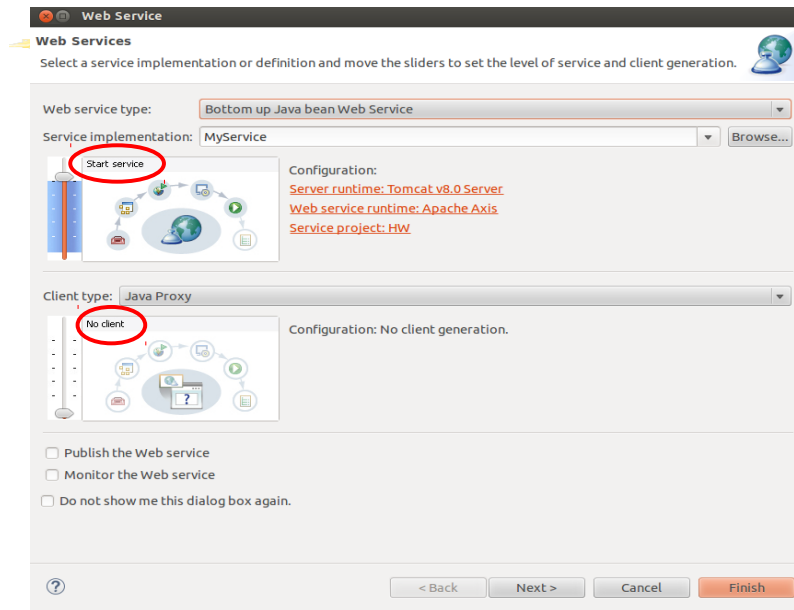 Web Service
Web Services
Select a service implementation or definition and move the sliders to set the level of service and client generation.
Web service type: Bottom up Java bean Web Service
Service implementation: MyService Browse...
Start service
Configuration:
Server runtime: Tomcat v8.0 Server
Web service runtime: Apache Axis
Service project: HW
Client type: Java Proxy
No client
Configuration: No client generation.
?
Publish the Web service
Monitor the Web service
Do not show me this dialog box again.
? < Back Next > Cancel Finish